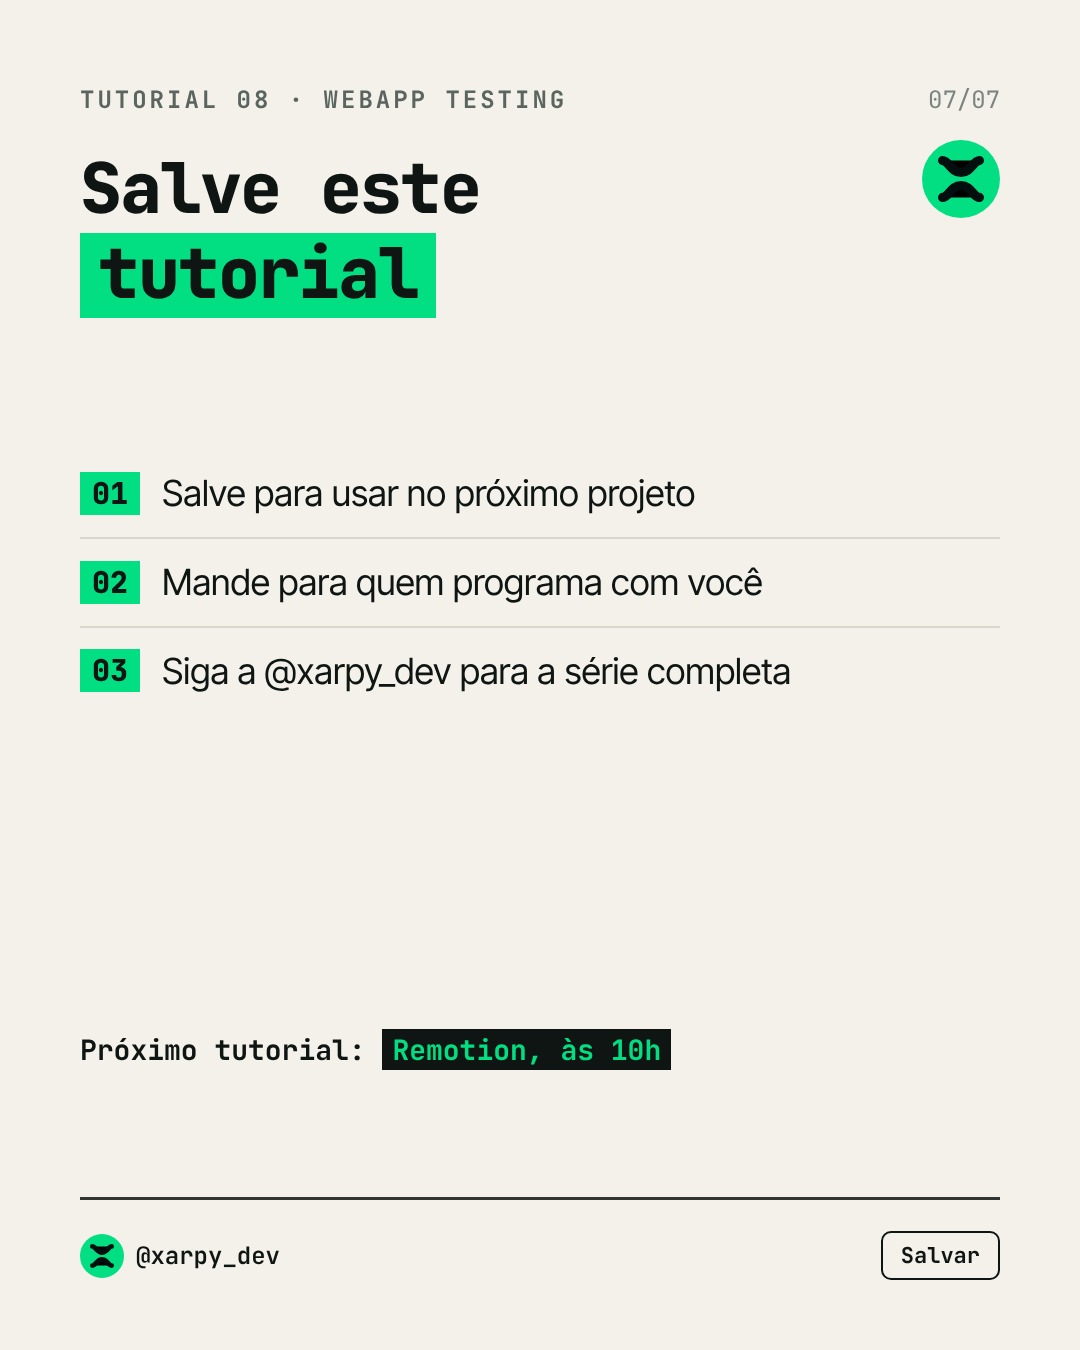 TUTORIAL 08 · WEBAPP TESTING
07/07
Salve este
tutorial
01 Salve para usar no próximo projeto
02 Mande para quem programa com você
03 Siga a @xarpy_dev para a série completa
Próximo tutorial: Remotion, às 10h
@xarpy_dev
Salvar